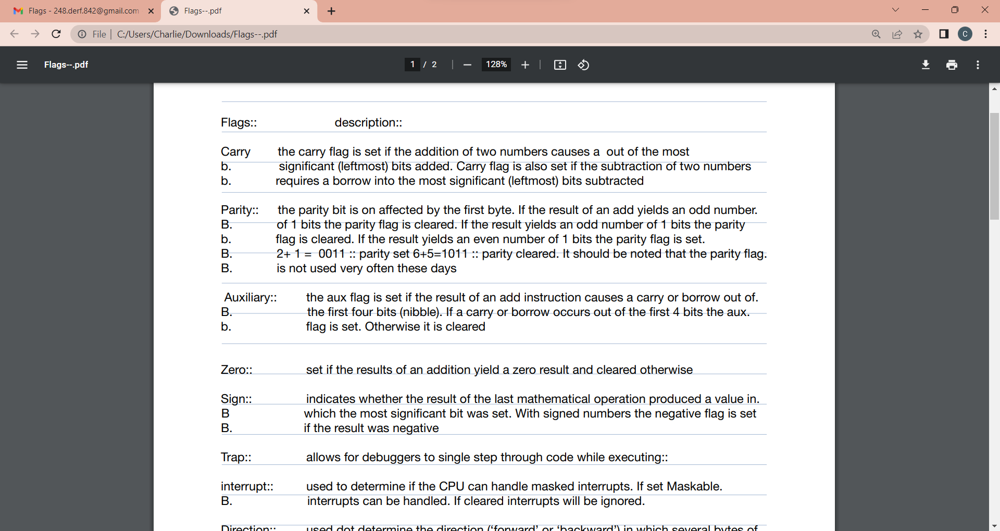 Flags - 248.derf.842@gmail.com
Flags--.pdf
File | C:/Users/Charlie/Downloads/Flags--.pdf
C
Flags--.pdf
1 / 2
128%
Flags:: description::
Carry the carry flag is set if the addition of two numbers causes a out of the most
b. significant (leftmost) bits added. Carry flag is also set if the subtraction of two numbers
b. requires a borrow into the most significant (leftmost) bits subtracted
Parity:: the parity bit is on affected by the first byte. If the result of an add yields an odd number.
B. of 1 bits the parity flag is cleared. If the result yields an odd number of 1 bits the parity
b. flag is cleared. If the result yields an even number of 1 bits the parity flag is set.
B. 2+ 1 = 0011 :: parity set 6+5=1011 :: parity cleared. It should be noted that the parity flag.
B. is not used very often these days
Auxiliary:: the aux flag is set if the result of an add instruction causes a carry or borrow out of.
B. the first four bits (nibble). If a carry or borrow occurs out of the first 4 bits the aux.
b. flag is set. Otherwise it is cleared
Zero:: set if the results of an addition yield a zero result and cleared otherwise
Sign:: indicates whether the result of the last mathematical operation produced a value in.
B which the most significant bit was set. With signed numbers the negative flag is set
B. if the result was negative
Trap:: allows for debuggers to single step through code while executing::
interrupt:: used to determine if the CPU can handle masked interrupts. If set Maskable.
B. interrupts can be handled. If cleared interrupts will be ignored.
Direction:: used dot determine the direction ('forward' or 'backward') in which several bytes of